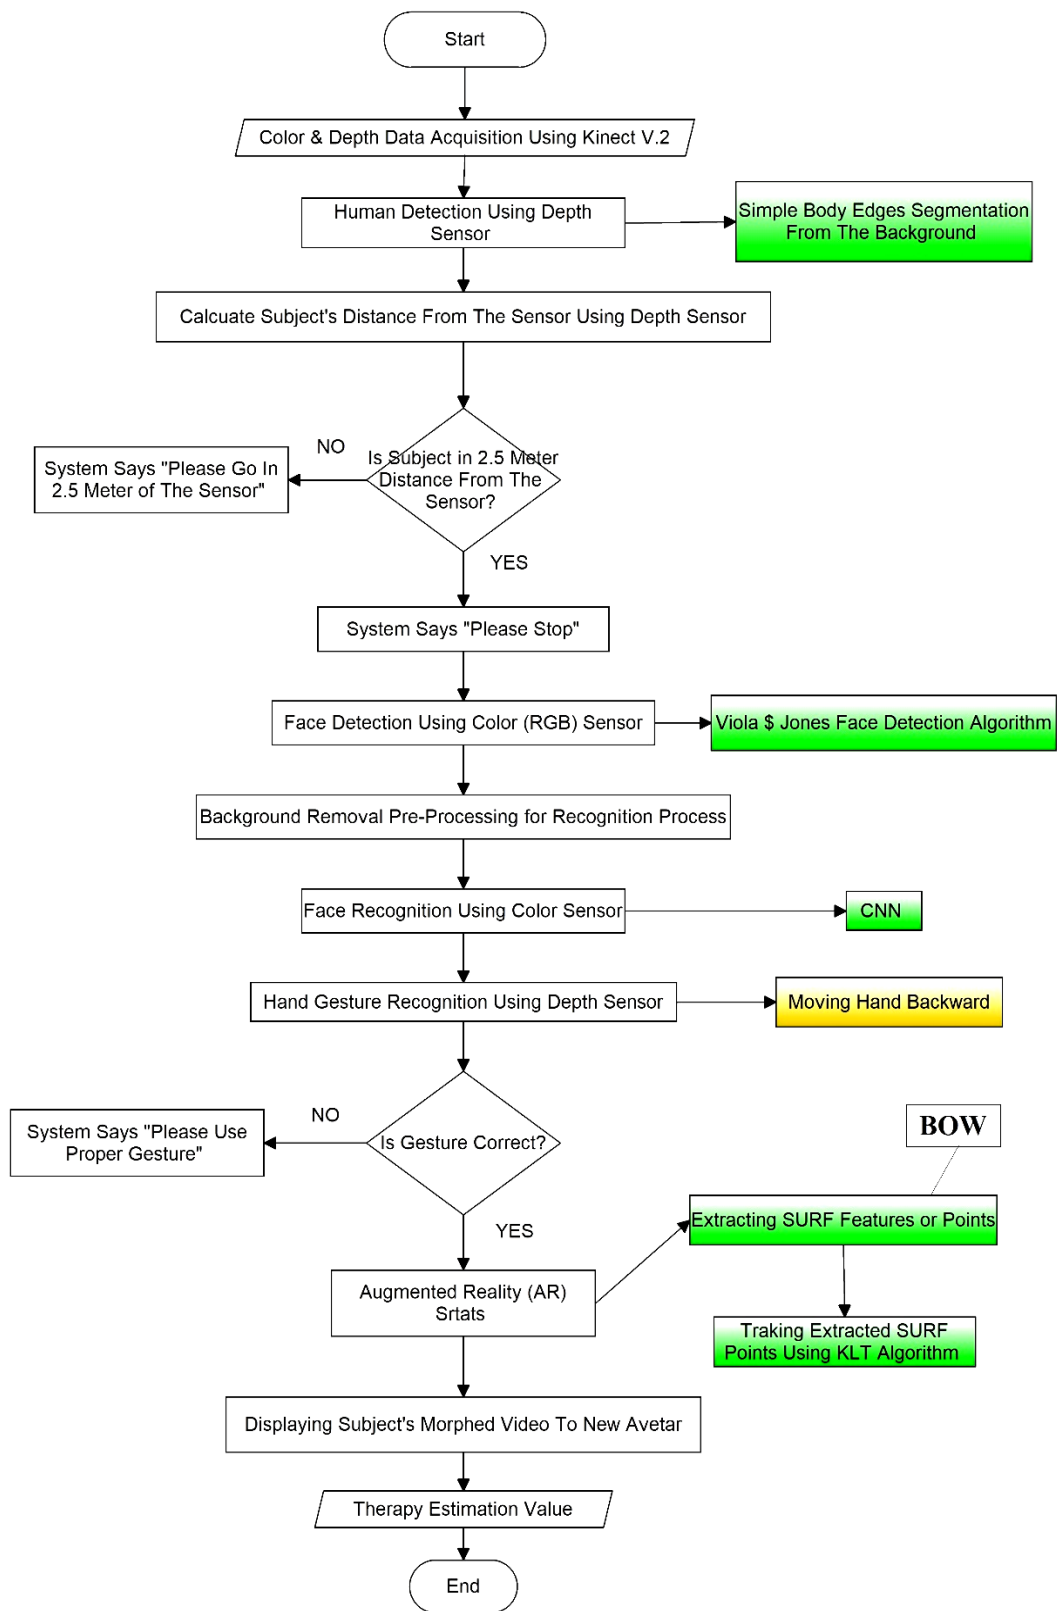 Start
Color & Depth Data Acquisition Using Kinect V.2
Human Detection Using Depth
Sensor
Simple Body Edges Segmentation
From The Background
Calcuate Subject's Distance From The Sensor Using Depth Sensor
Is Subject in 2.5 Meter
Distance From The
Sensor?
NO
System Says "Please Go In
2.5 Meter of The Sensor"
YES
System Says "Please Stop"
Face Detection Using Color (RGB) Sensor
Viola $ Jones Face Detection Algorithm
Background Removal Pre-Processing for Recognition Process
Face Recognition Using Color Sensor
CNN
Hand Gesture Recognition Using Depth Sensor
Moving Hand Backward
Is Gesture Correct?
NO
System Says "Please Use
Proper Gesture"
YES
BOW
Extracting SURF Features or Points
Augmented Reality (AR)
Srtats
Traking Extracted SURF
Points Using KLT Algorithm
Displaying Subject's Morphed Video To New Avetar
Therapy Estimation Value
End